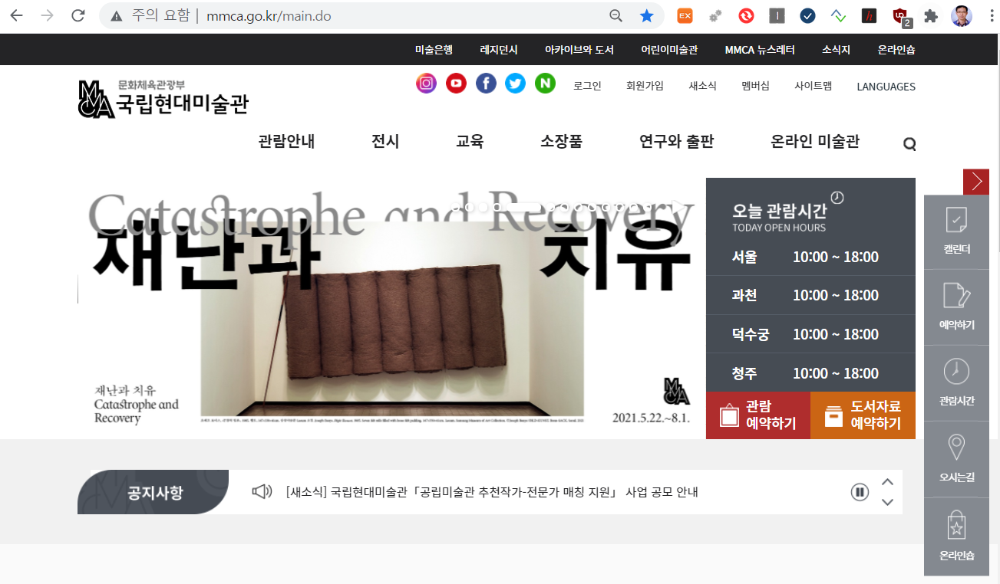 주의 요함 | mmca.go.kr/main.do
EX
2
미술은행 레지던시 아카이브와 도서 어린이미술관 MMCA 뉴스레터 소식지 온라인숍
MMCA 문화체육관광부
국립현대미술관
로그인 회원가입 새소식 멤버십 사이트맵 LANGUAGES
관람안내 전시 교육 소장품 연구와 출판 온라인 미술관
Catastrophe and Recovery
재난과 치유
재난과 치유
Catastrophe and
Recovery
MMCA
2021.5.22.~8.1.
오늘 관람시간
TODAY OPEN HOURS
서울 10:00 ~ 18:00
과천 10:00 ~ 18:00
덕수궁 10:00 ~ 18:00
청주 10:00 ~ 18:00
관람
예약하기
도서자료
예약하기
캘린더
예약하기
관람시간
오시는길
온라인숍
공지사항
[새소식] 국립현대미술관「공립미술관 추천작가-전문가 매칭 지원」 사업 공모 안내